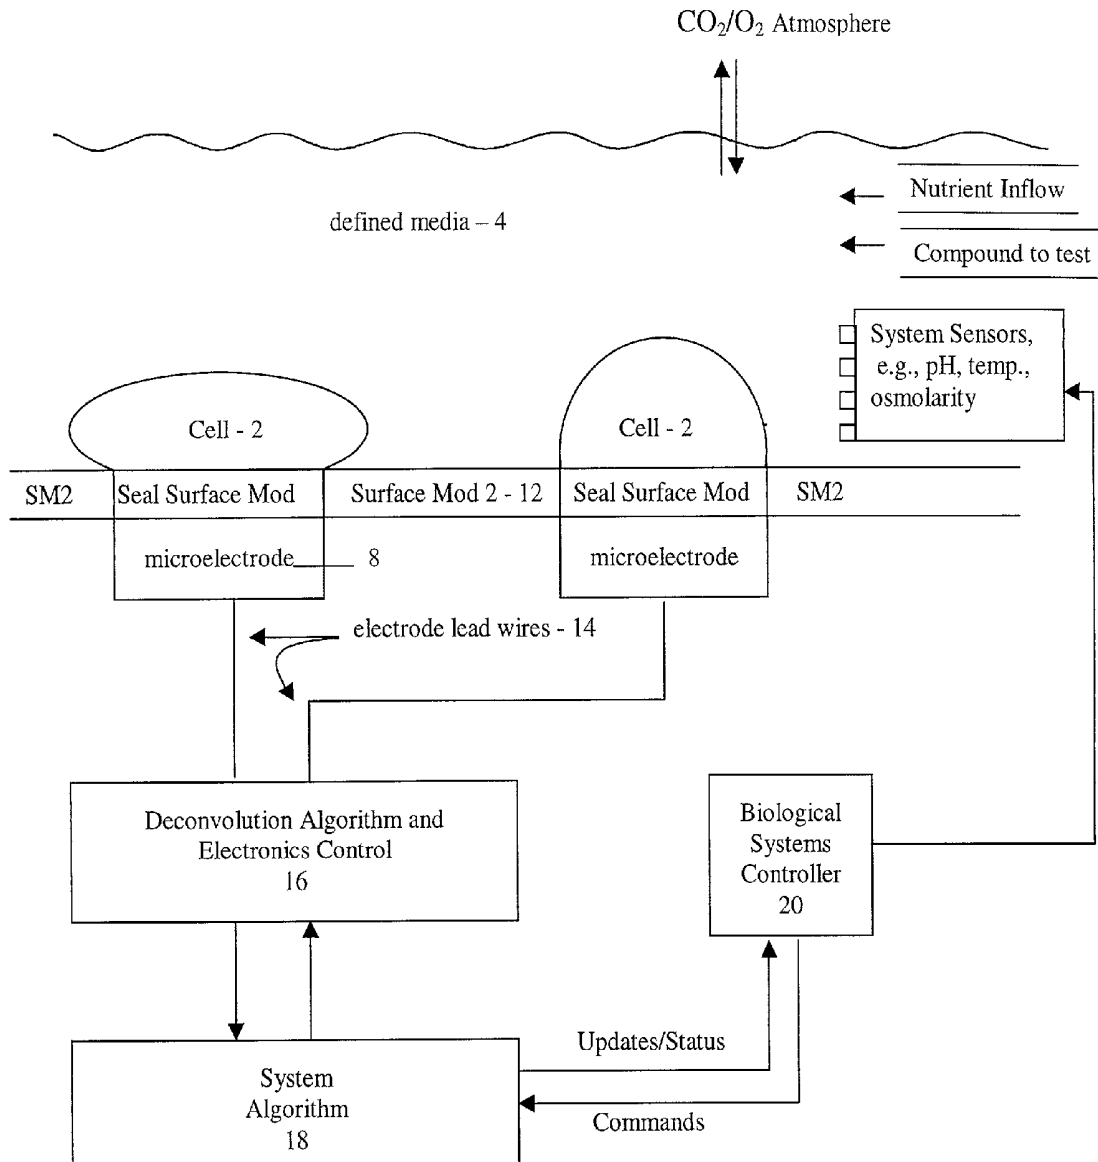 CO₂/O₂ Atmosphere
Nutrient Inflow
defined media – 4
Compound to test
System Sensors,
e.g., pH, temp.,
osmolarity
Cell - 2
Cell - 2
SM2
Seal Surface Mod
Surface Mod 2 - 12
Seal Surface Mod
SM2
microelectrode
8
microelectrode
electrode lead wires - 14
Deconvolution Algorithm and
Electronics Control
16
Biological
Systems
Controller
20
Updates/Status
System
Algorithm
18
Commands